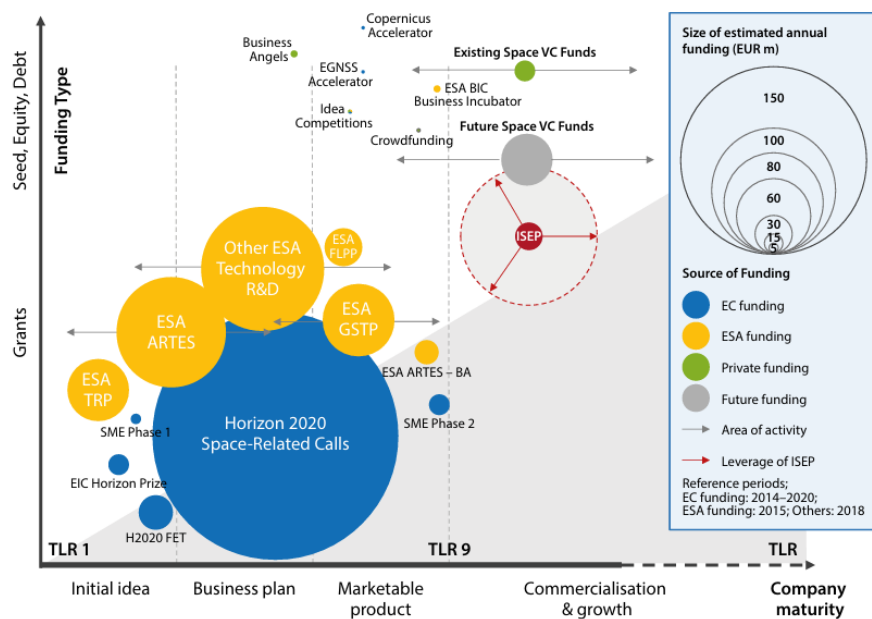 Seed, Equity, Debt
Grants
Funding Type
Copernicus
Accelerator
Business
Angels
EGNSS
Accelerator
Existing Space VC Funds
ESA BIC
Business Incubator
Idea
Competitions
Crowdfunding
Future Space VC Funds
ISEP
Other ESA
Technology
R&D
ESA
FLPP
ESA
ARTES
ESA
GSTP
ESA
TRP
ESA ARTES – BA
SME Phase 1
Horizon 2020
Space-Related Calls
SME Phase 2
EIC Horizon Prize
H2020 FET
TLR 1
TLR 9
TLR
Initial idea
Business plan
Marketable
product
Commercialisation
& growth
Company
maturity
Size of estimated annual
funding (EUR m)
150
100
80
60
30
15
5
Source of Funding
EC funding
ESA funding
Private funding
Future funding
Area of activity
Leverage of ISEP
Reference periods;
EC funding: 2014–2020;
ESA funding: 2015; Others: 2018